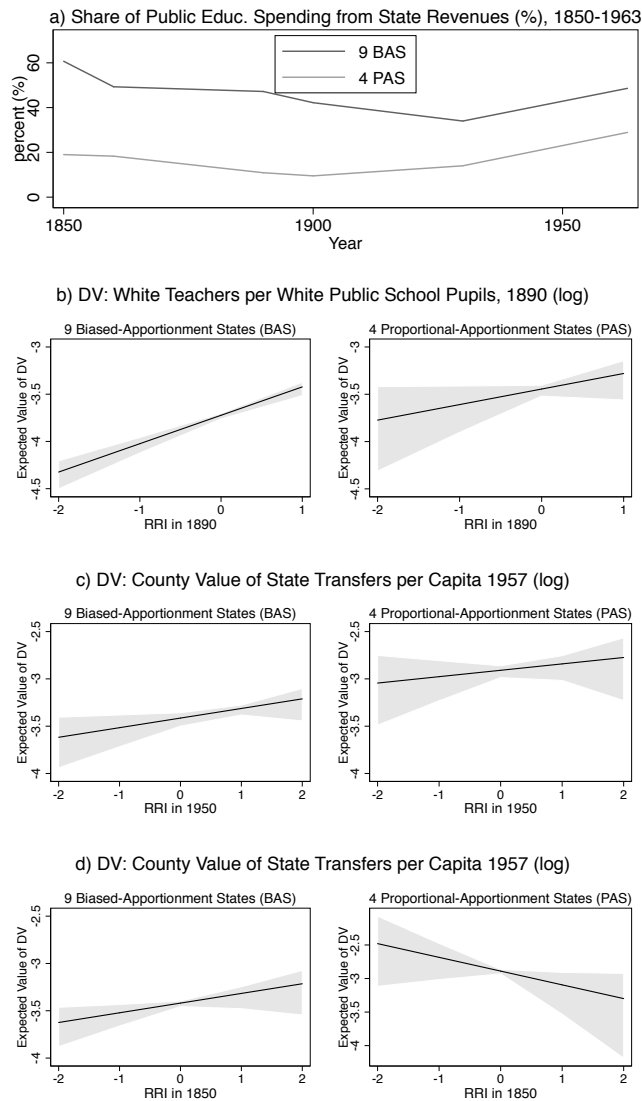 a) Share of Public Educ. Spending from State Revenues (%), 1850-1963
9 BAS
4 PAS
percent (%)
60
40
20
0
1850
1900
1950
Year
b) DV: White Teachers per White Public School Pupils, 1890 (log)
9 Biased-Apportionment States (BAS)
Expected Value of DV
-3
-3.5
-4
-4.5
-2
-1
0
1
RRI in 1890
4 Proportional-Apportionment States (PAS)
Expected Value of DV
-3
-3.5
-4
-4.5
-2
-1
0
1
RRI in 1890
c) DV: County Value of State Transfers per Capita 1957 (log)
9 Biased-Apportionment States (BAS)
Expected Value of DV
-2.5
-3
-3.5
-4
-2
-1
0
1
2
RRI in 1950
4 Proportional-Apportionment States (PAS)
Expected Value of DV
-2.5
-3
-3.5
-4
-2
-1
0
1
2
RRI in 1950
d) DV: County Value of State Transfers per Capita 1957 (log)
9 Biased-Apportionment States (BAS)
Expected Value of DV
-2.5
-3
-3.5
-4
-2
-1
0
1
2
RRI in 1850
4 Proportional-Apportionment States (PAS)
Expected Value of DV
-2.5
-3
-3.5
-4
-2
-1
0
1
2
RRI in 1850